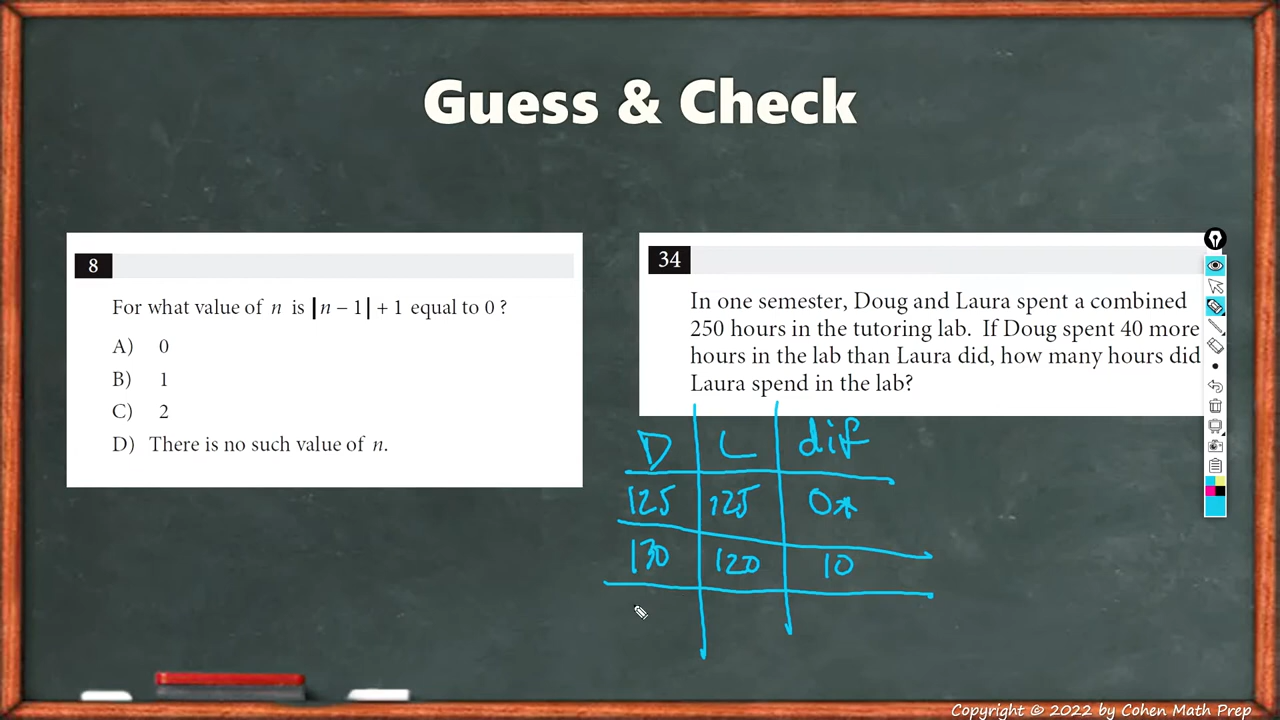 Guess & Check
8
For what value of n is |n − 1| + 1 equal to 0 ?
A) 0
B) 1
C) 2
D) There is no such value of n.
34
In one semester, Doug and Laura spent a combined
250 hours in the tutoring lab. If Doug spent 40 more
hours in the lab than Laura did, how many hours did
Laura spend in the lab?
D L dif
125 125 0x
130 120 10
Copyright © 2022 by Cohen Math Prep